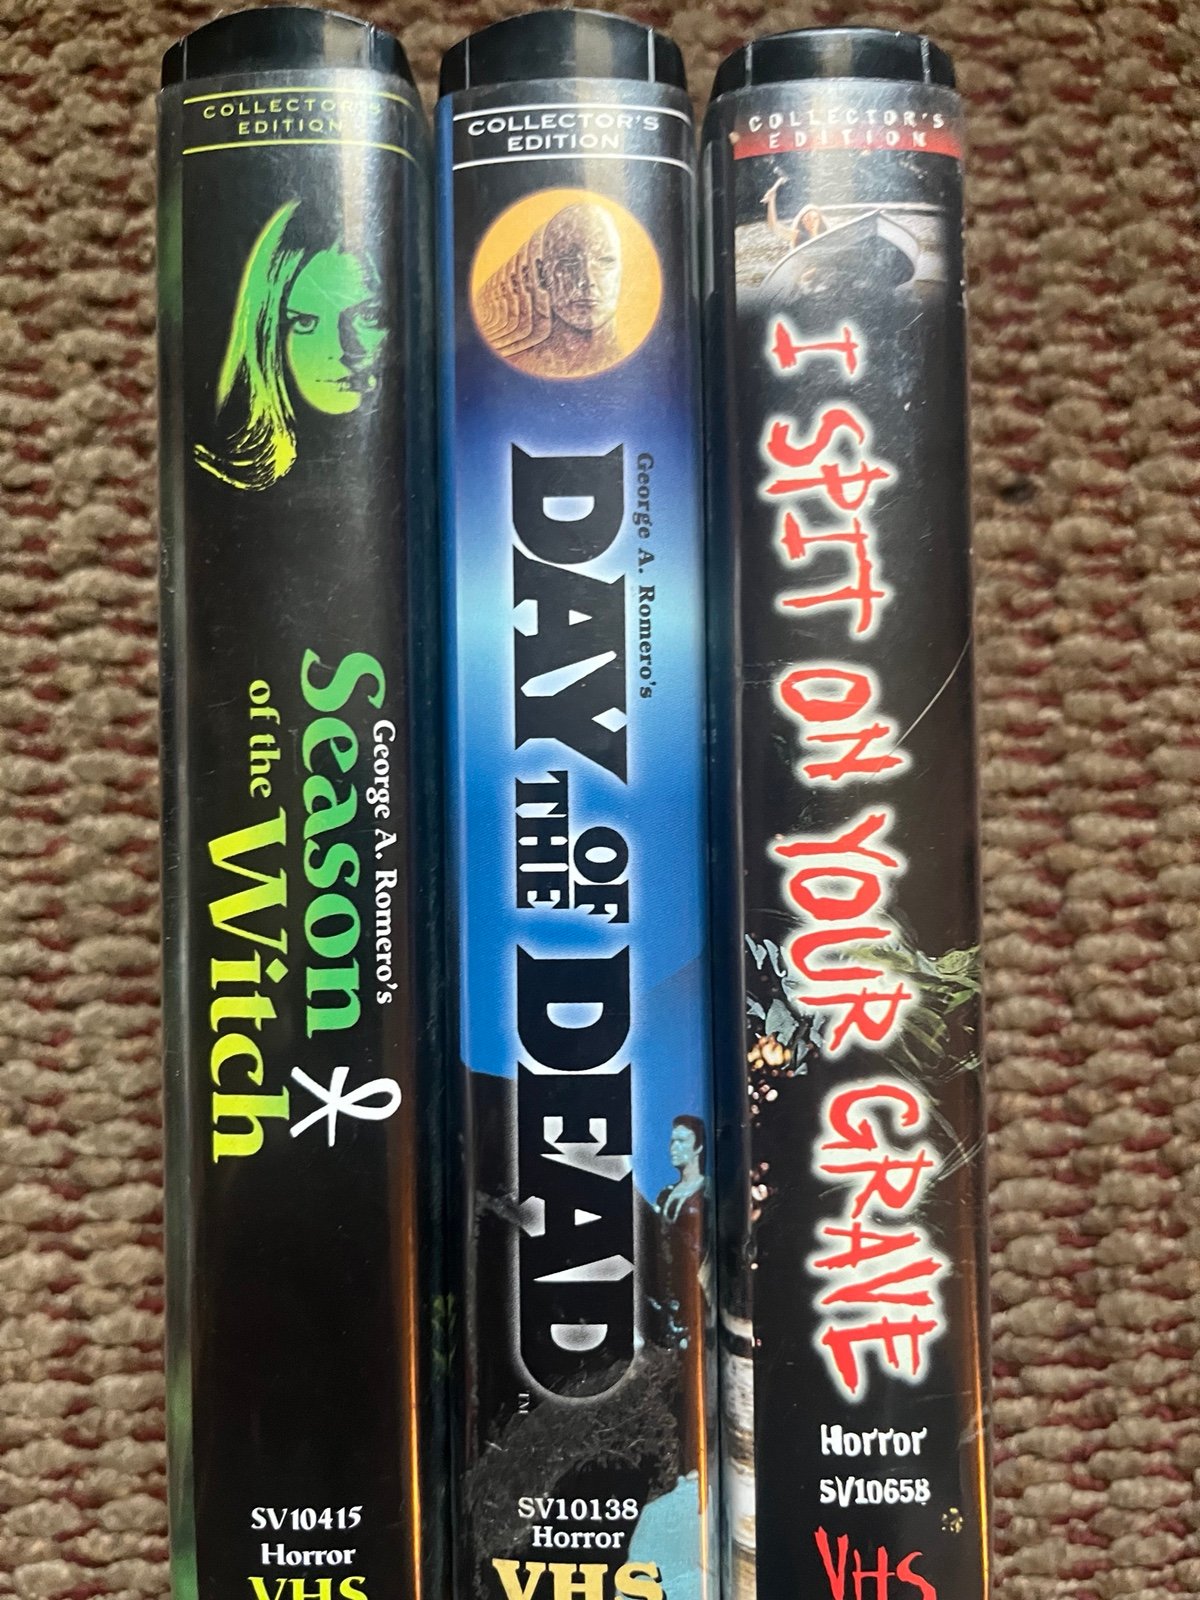 COLLECTOR'S
EDITION
George A. Romero's
Season
of the Witch
SV10415
Horror
VHS
COLLECTOR'S
EDITION
George A. Romero's
DAY OF
THE DEAD
TM
SV10138
Horror
VHS
COLLECTOR'S
EDITION
I SPIT ON YOUR GRAVE
Horror
SV10658
VHS